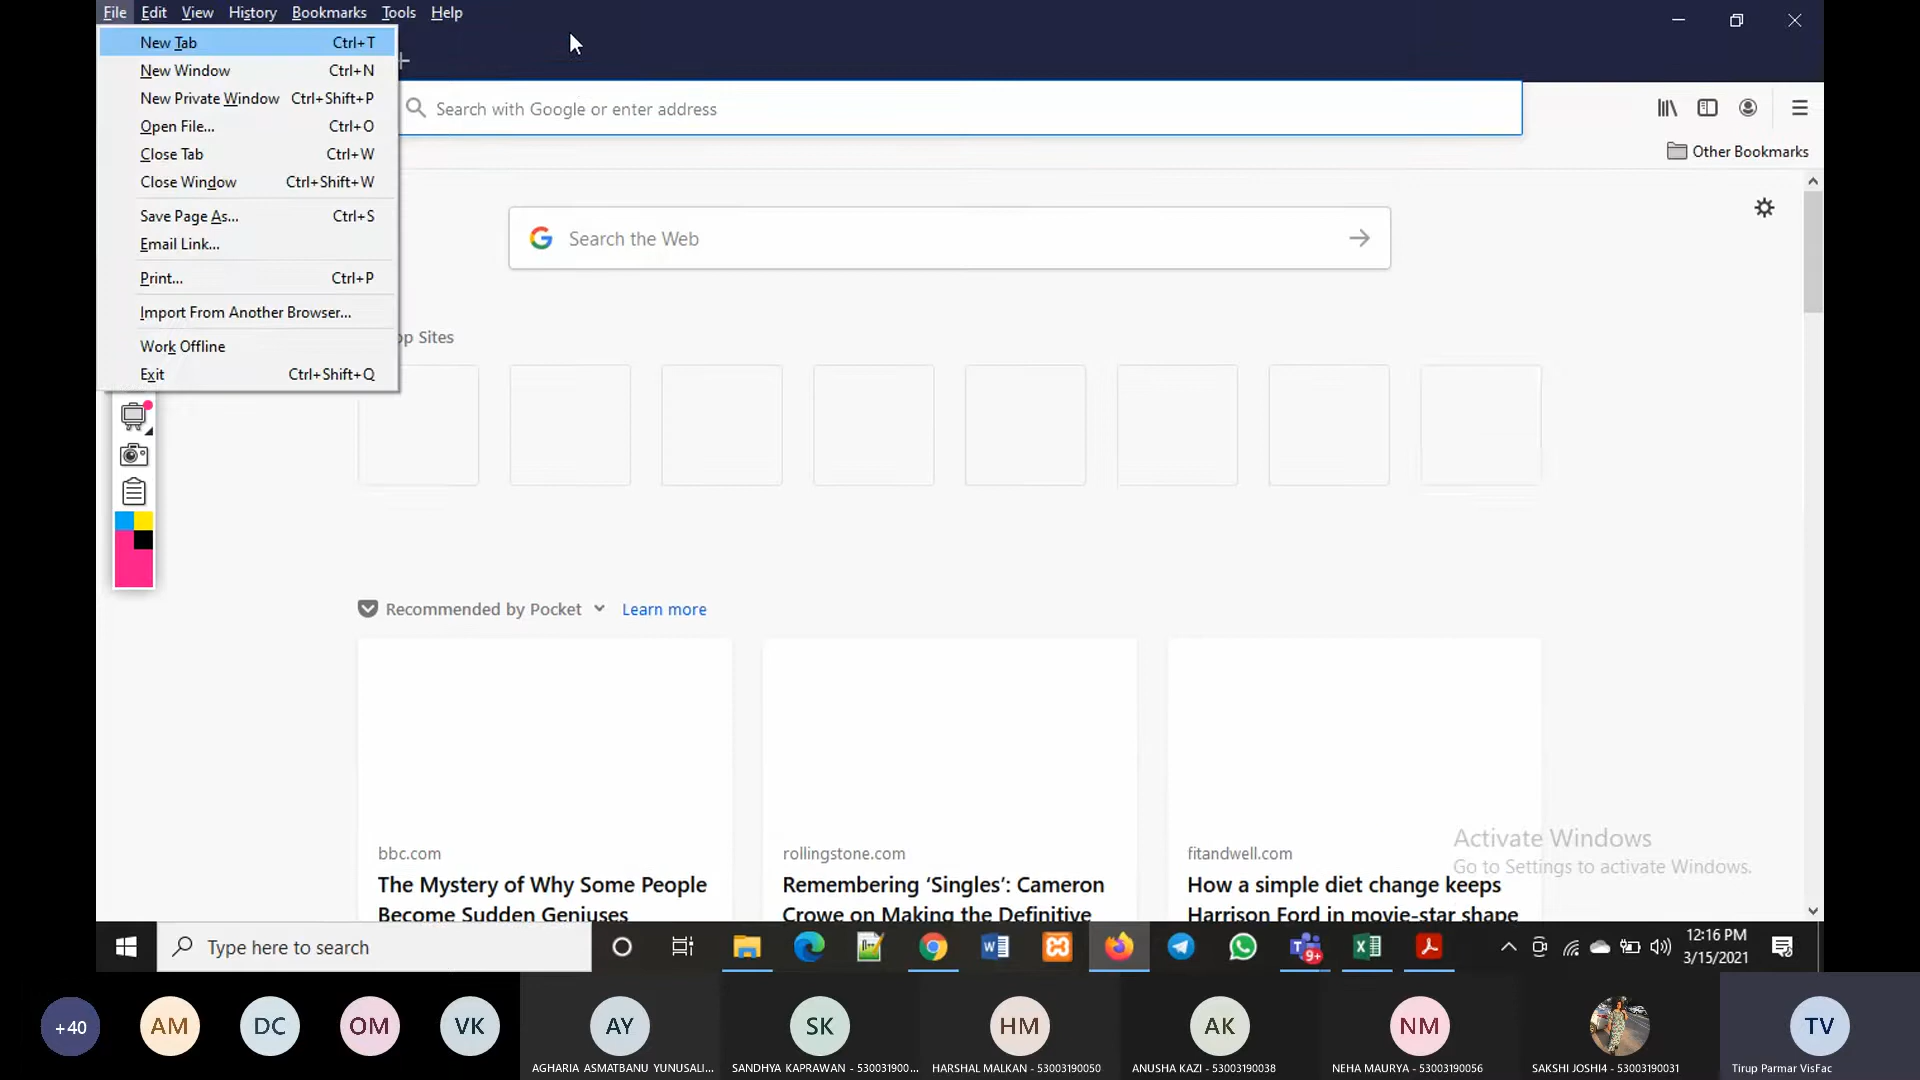 File Edit View History Bookmarks Tools Help
New Tab Ctrl+T
New Window Ctrl+N
New Private Window Ctrl+Shift+P
Open File... Ctrl+O
Close Tab Ctrl+W
Close Window Ctrl+Shift+W
Save Page As... Ctrl+S
Email Link...
Print... Ctrl+P
Import From Another Browser...
Work Offline
Exit Ctrl+Shift+Q
Search with Google or enter address
Other Bookmarks
Search the Web
op Sites
Recommended by Pocket Learn more
bbc.com
The Mystery of Why Some People
Become Sudden Geniuses
rollingstone.com
Remembering ‘Singles’: Cameron
Crowe on Making the Definitive
fitandwell.com
How a simple diet change keeps
Harrison Ford in movie-star shape
Activate Windows
Go to Settings to activate Windows.
Type here to search
9+
12:16 PM
3/15/2021
+40 AM DC OM VK AY SK HM AK NM TV
AGHARIA ASMATBANU YUNUSALI...
SANDHYA KAPRAWAN - 53003190...
HARSHAL MALKAN - 53003190050
ANUSHA KAZI - 53003190038
NEHA MAURYA - 53003190056
SAKSHI JOSHI4 - 53003190031
Tirup Parmar VisFac